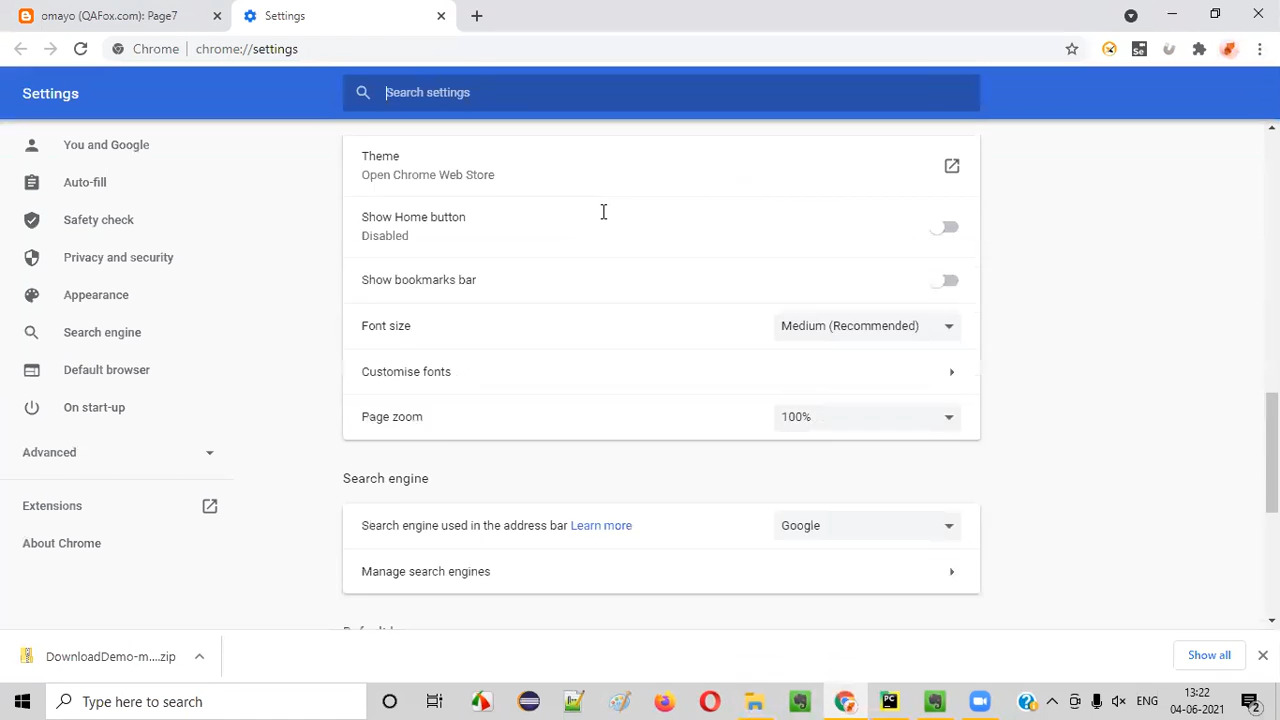 omayo (QAFox.com): Page7
Settings
Chrome
chrome://settings
Settings
Search settings
You and Google
Auto-fill
Safety check
Privacy and security
Appearance
Search engine
Default browser
On start-up
Advanced
Extensions
About Chrome
Theme
Open Chrome Web Store
Show Home button
Disabled
Show bookmarks bar
Font size
Medium (Recommended)
Customise fonts
Page zoom
100%
Search engine
Search engine used in the address bar Learn more
Google
Manage search engines
DownloadDemo-m....zip
Show all
Type here to search
ENG
13:22
04-06-2021
2